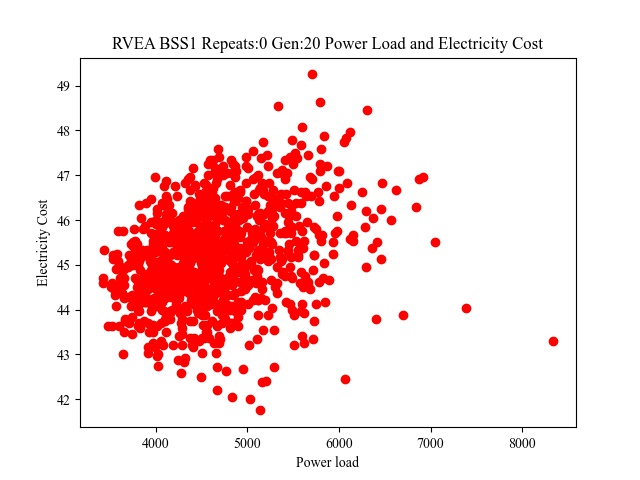 RVEA BSS1 Repeats:0 Gen:20 Power Load and Electricity Cost
49
48
47
46
45
44
43
42
Electricity Cost
4000 5000 6000 7000 8000
Power load